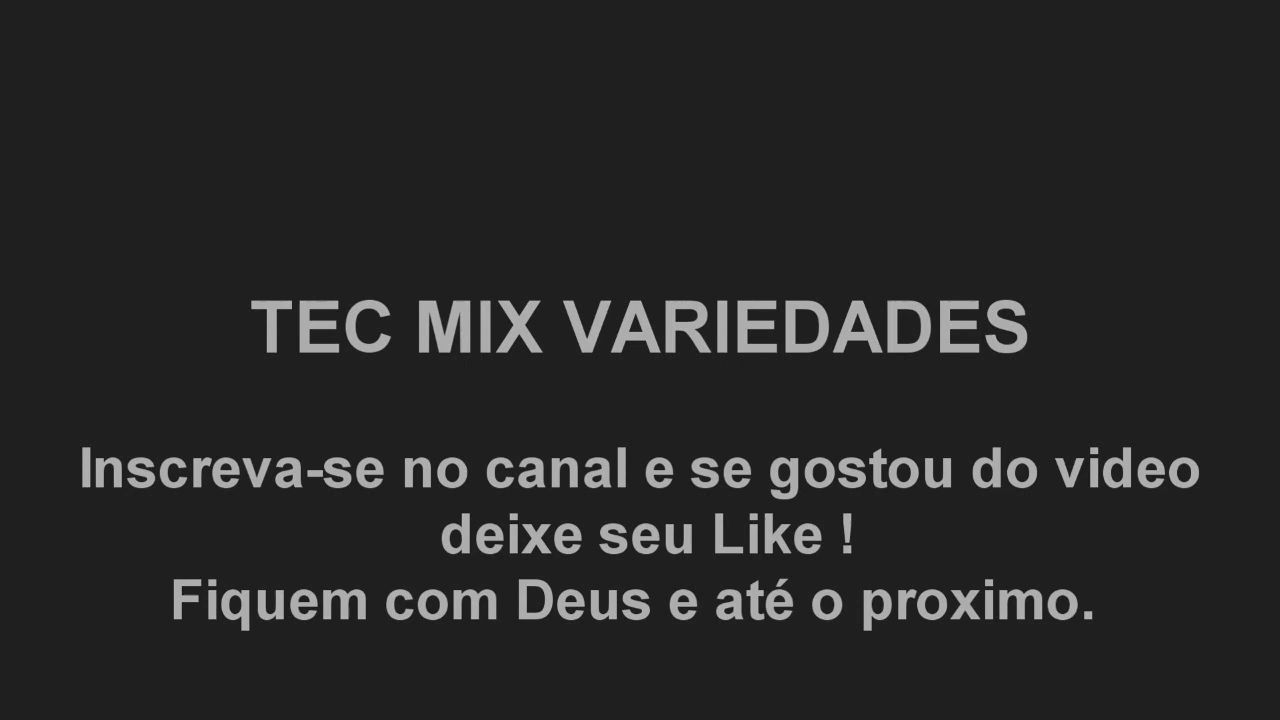 TEC MIX VARIEDADES
Inscreva-se no canal e se gostou do video
deixe seu Like !
Fiquem com Deus e até o proximo.